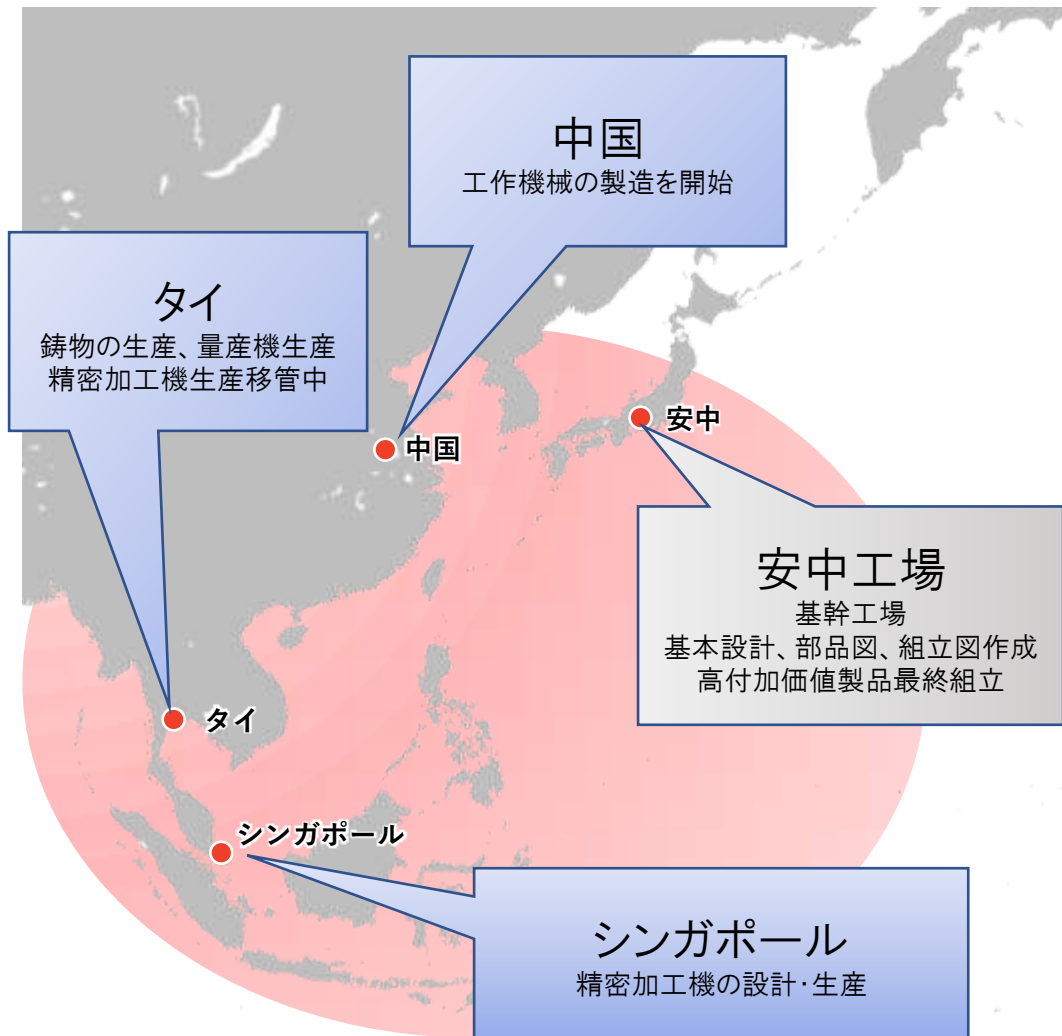 中国
工作機械の製造を開始
タイ
鋳物の生産、量産機生産
精密加工機生産移管中
安中
中国
安中工場
基幹工場
基本設計、部品図、組立図作成
高付加価値製品最終組立
タイ
シンガポール
シンガポール
精密加工機の設計・生産